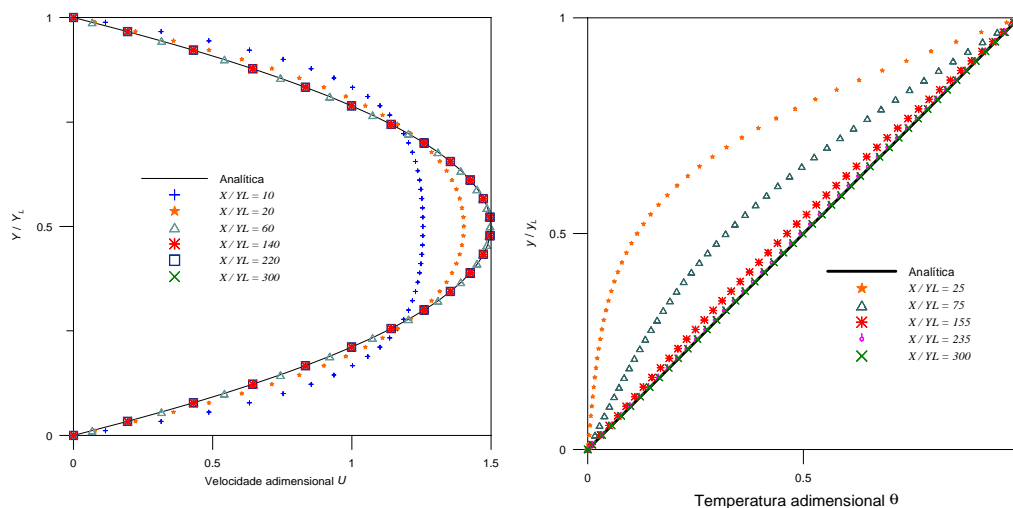 1
0.5
0
Y / Y_L
Analítica
X / YL = 10
X / YL = 20
X / YL = 60
X / YL = 140
X / YL = 220
X / YL = 300
0
0.5
1
1.5
Velocidade adimensional U
1
0.5
0
y / y_L
Analítica
X / YL = 25
X / YL = 75
X / YL = 155
X / YL = 235
X / YL = 300
0
0.5
Temperatura adimensional θ